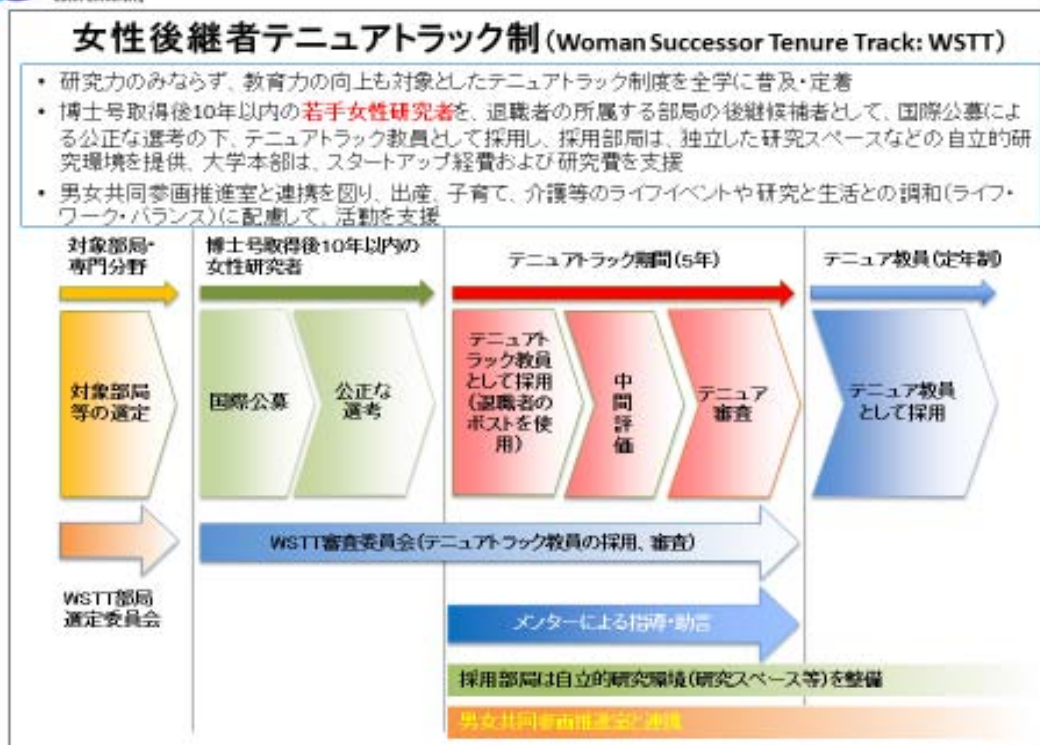 女性後継者テニュアトラック制(Woman Successor Tenure Track: WSTT)
• 研究力のみならず、教育力の向上も対象としたテニュアトラック制度を全学に普及・定着
• 博士号取得後10年以内の若手女性研究者を、退職者の所属する部局の後継候補者として、国際公募によ
る公正な選考の下、テニュアトラック教員として採用し、採用部局は、独立した研究スペースなどの自立的研
究環境を提供、大学本部は、スタートアップ経費および研究費を支援
• 男女共同参画推進室と連携を図り、出産、子育て、介護等のライフイベントや研究と生活との調和(ライフ・
ワーク・バランス)に配慮して、活動を支援
対象部局・
専門分野
博士号取得後10年以内の
女性研究者
テニュアトラック期間(5年)
テニュア教員(定年制)
対象部局
等の選定
国際公募
公正な
選考
テニュアト
ラック教員
として採用
(退職者の
ポストを使
用)
中
間
評
価
テニュア
審査
テニュア教員
として採用
WSTT審査委員会(テニュアトラック教員の採用、審査)
WSTT部局
選定委員会
メンターによる指導・助言
採用部局は自立的研究環境(研究スペース等)を整備
男女共同参画推進室と連携